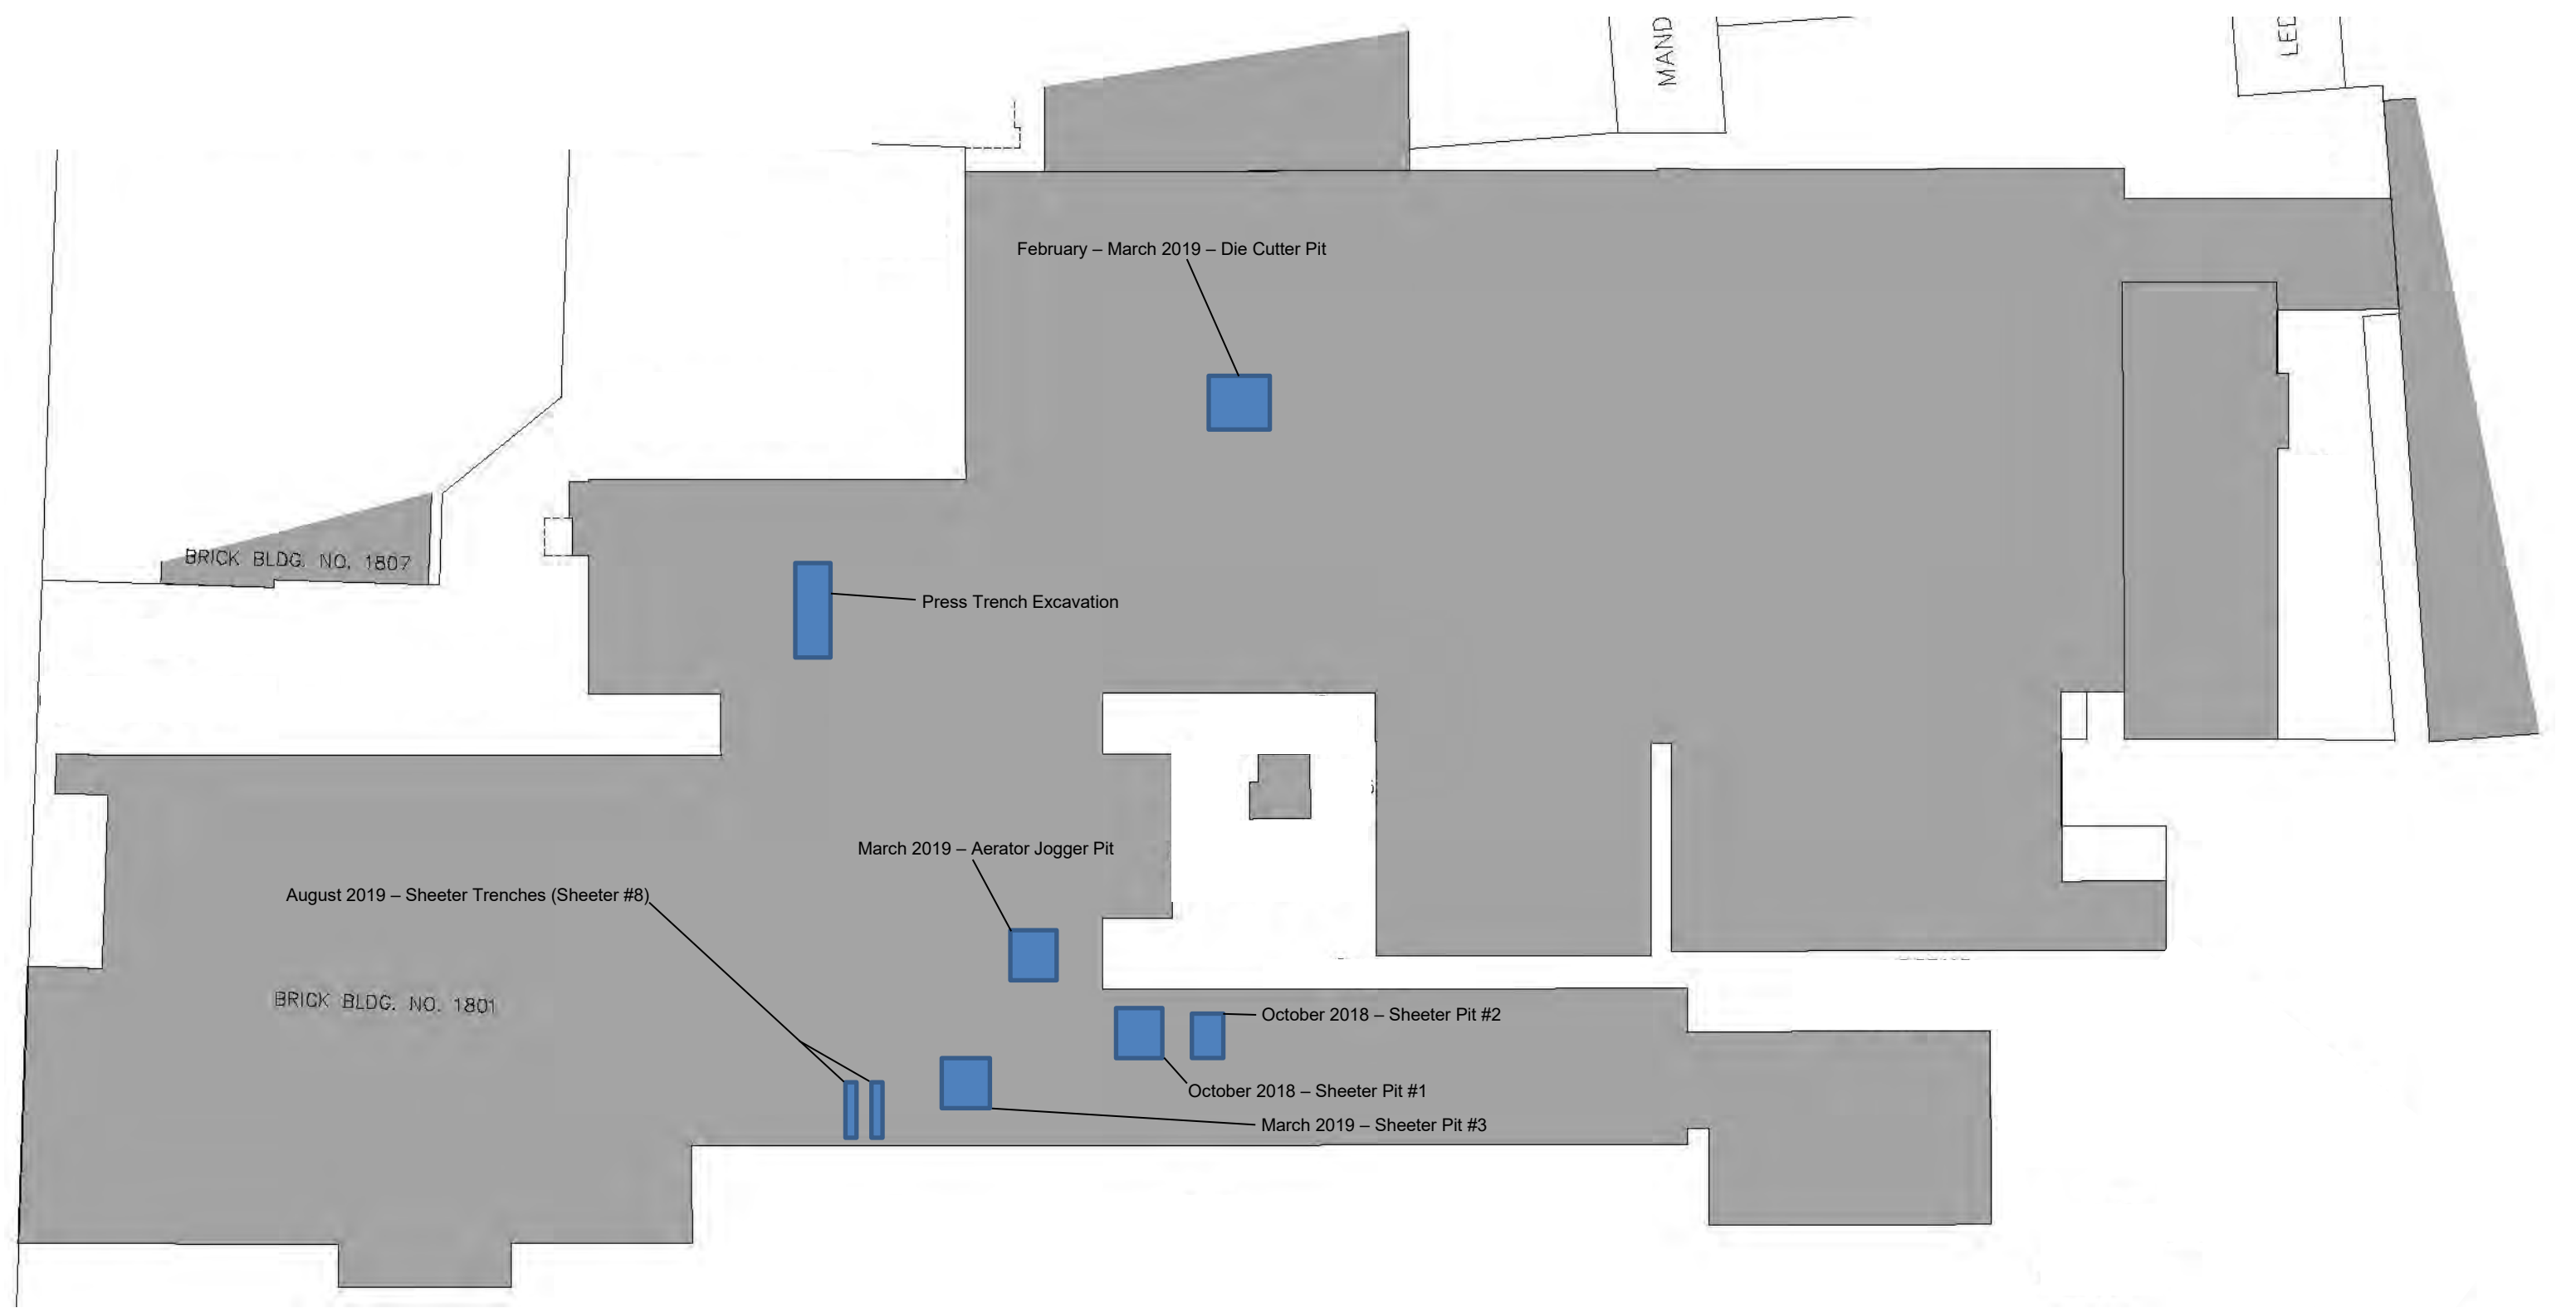 MAND
LED
February – March 2019 – Die Cutter Pit
BRICK BLDG. NO. 1807
Press Trench Excavation
March 2019 – Aerator Jogger Pit
August 2019 – Sheeter Trenches (Sheeter #8)
BRICK BLDG. NO. 1801
October 2018 – Sheeter Pit #2
October 2018 – Sheeter Pit #1
March 2019 – Sheeter Pit #3